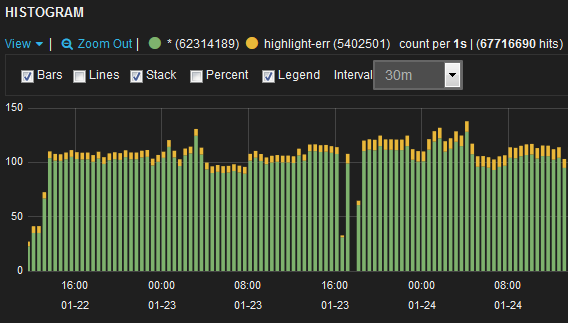 HISTOGRAM
View | Zoom Out | * (62314189) highlight-err (5402501) count per 1s | (67716690 hits)
Bars Lines Stack Percent Legend Interval 30m
150
100
50
0
16:00 00:00 08:00 16:00 00:00 08:00
01-22 01-23 01-23 01-23 01-24 01-24